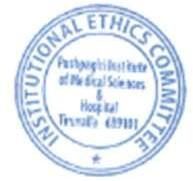 INSTITUTIONAL ETHICS COMMITTEE
Pushpagiri Institute
of Medical Sciences
&
Hospital
Tiruvalla 689101